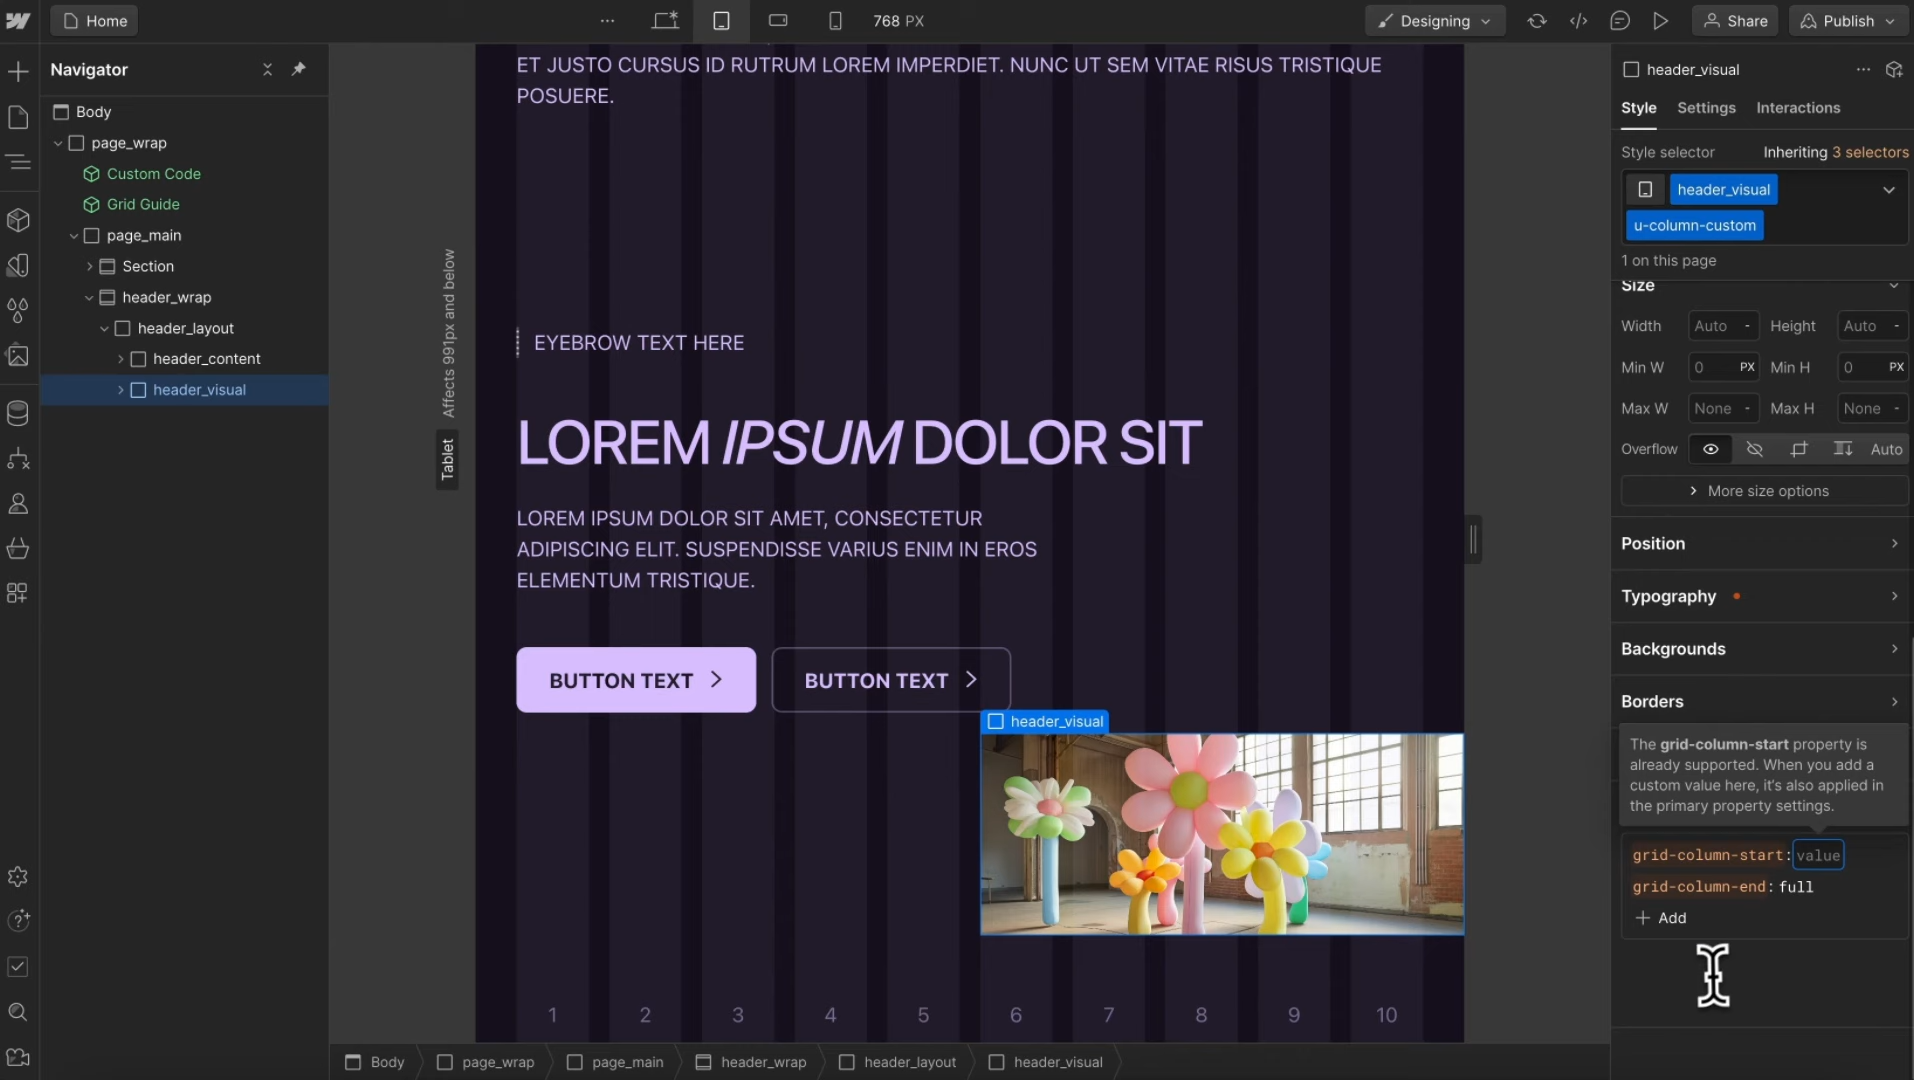 Home
768 PX
Designing
Share
Publish
Navigator
Body
page_wrap
Custom Code
Grid Guide
page_main
Section
header_wrap
header_layout
header_content
header_visual
Affects 991px and below
Tablet
ET JUSTO CURSUS ID RUTRUM LOREM IMPERDIET. NUNC UT SEM VITAE RISUS TRISTIQUE
POSUERE.
EYEBROW TEXT HERE
LOREM IPSUM DOLOR SIT
LOREM IPSUM DOLOR SIT AMET, CONSECTETUR
ADIPISCING ELIT. SUSPENDISSE VARIUS ENIM IN EROS
ELEMENTUM TRISTIQUE.
BUTTON TEXT
BUTTON TEXT
header_visual
1 2 3 4 5 6 7 8 9 10
Body page_wrap page_main header_wrap header_layout header_visual
header_visual
Style Settings Interactions
Style selector Inheriting 3 selectors
header_visual
u-column-custom
1 on this page
Size
Width Auto - Height Auto -
Min W 0 PX Min H 0 PX
Max W None - Max H None -
Overflow Auto
More size options
Position
Typography
Backgrounds
Borders
The grid-column-start property is
already supported. When you add a
custom value here, it's also applied in
the primary property settings.
grid-column-start: value
grid-column-end: full
Add